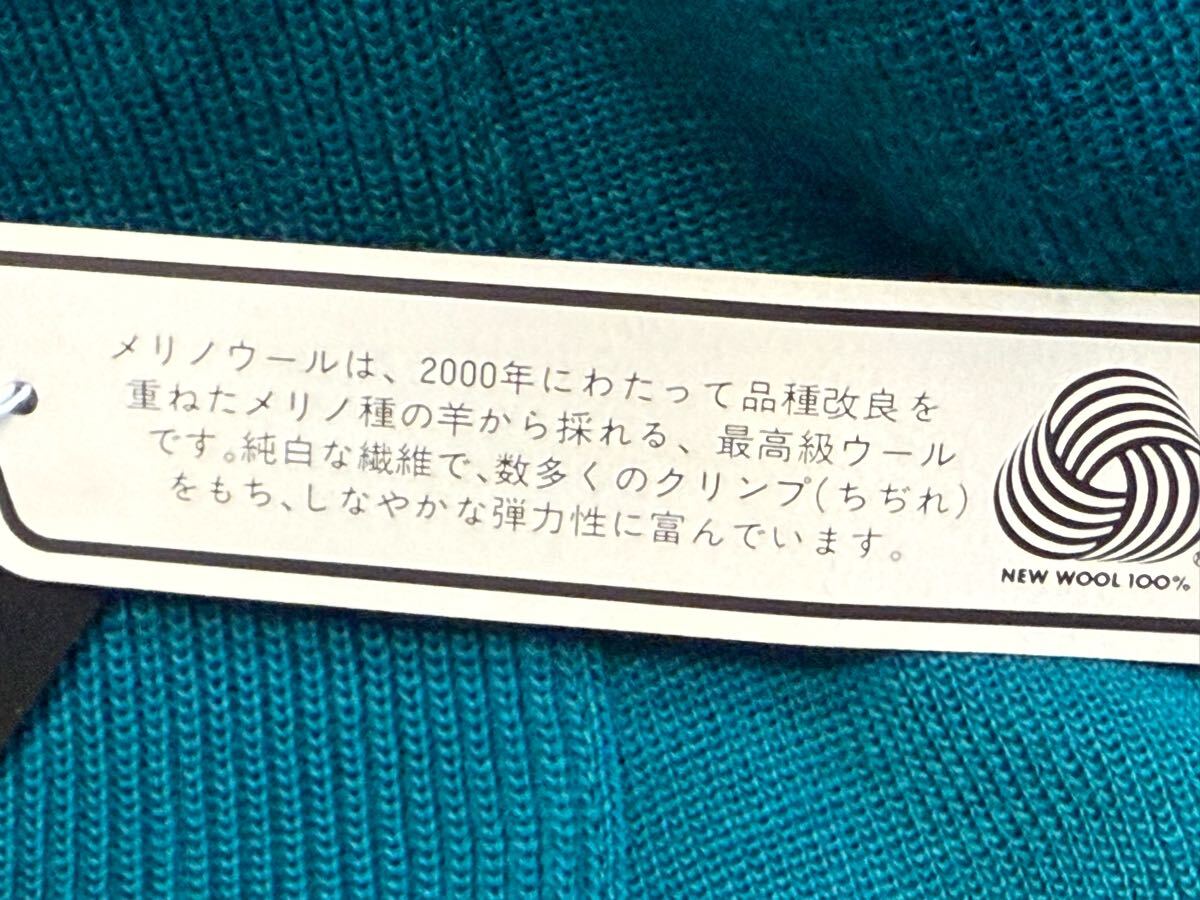 メリノウールは、2000年にわたって品種改良を
重ねたメリノ種の羊から採れる、最高級ウール
です。純白な繊維で、数多くのクリンプ(ちぢれ)
をもち、しなやかな弾力性に富んでいます。
NEW WOOL 100%